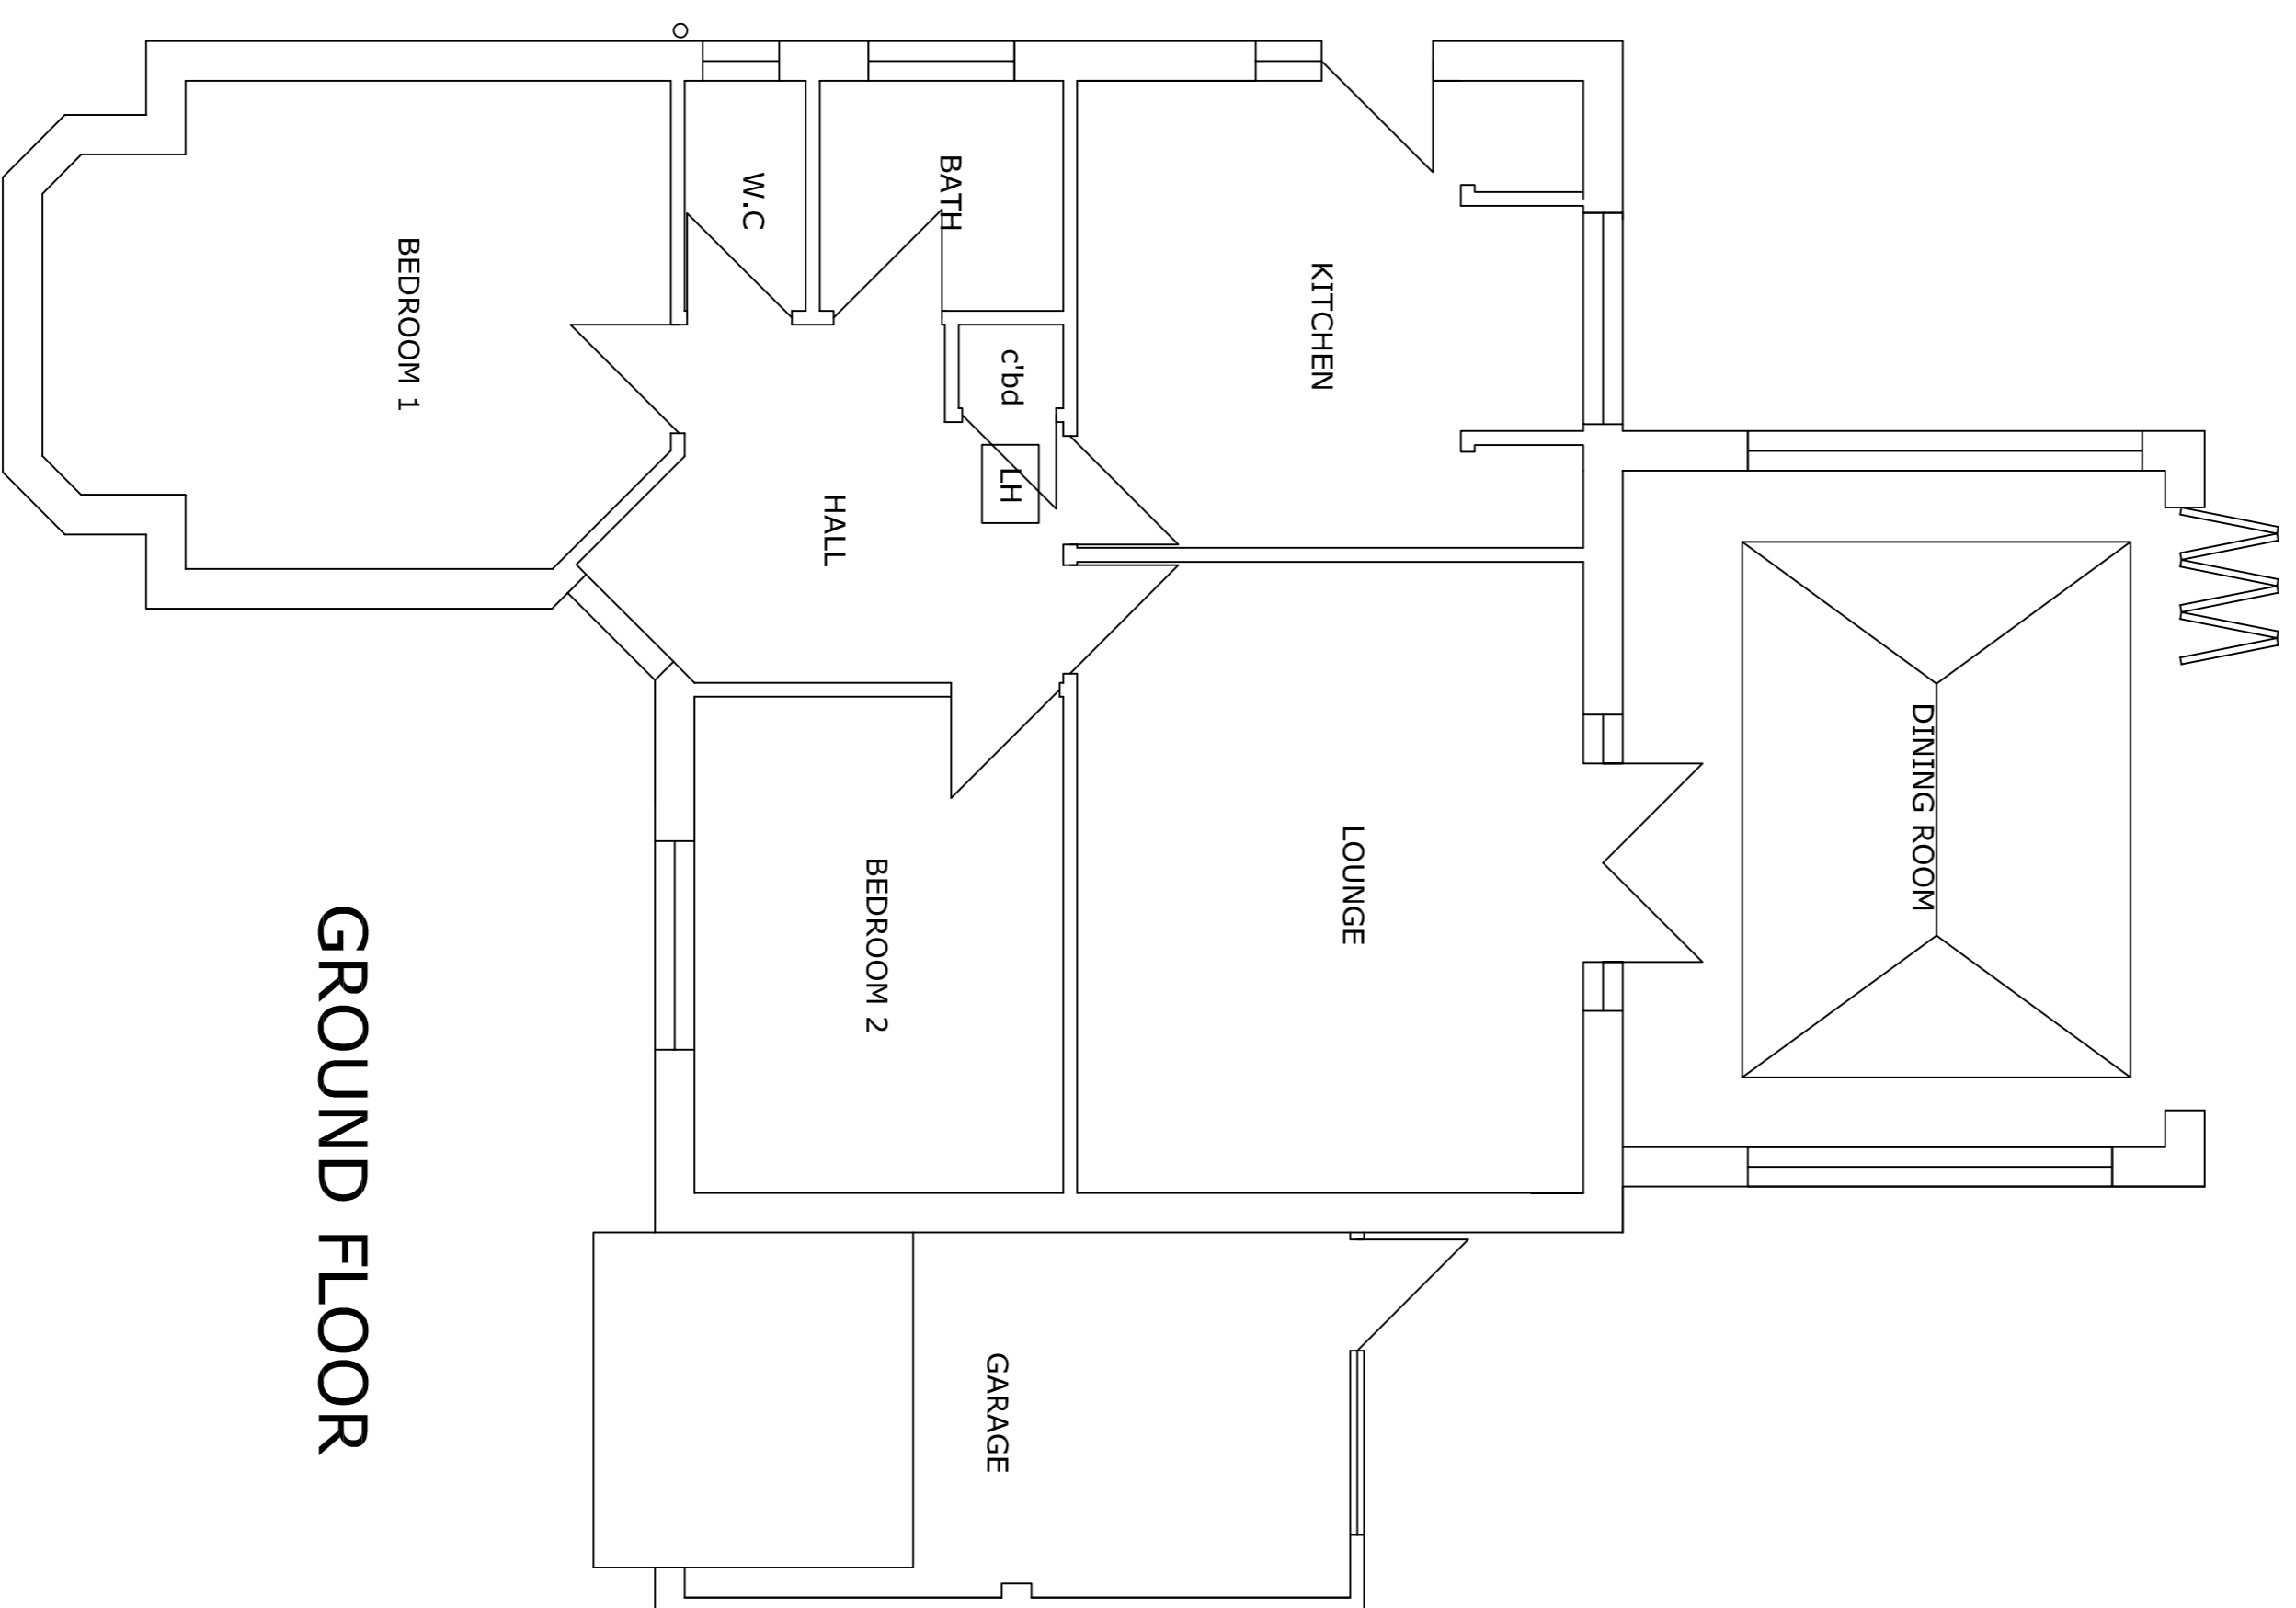 DINING ROOM
KITCHEN
LOUNGE
BATH
c'bd
LH
W.C
HALL
BEDROOM 2
GARAGE
BEDROOM 1
GROUND FLOOR